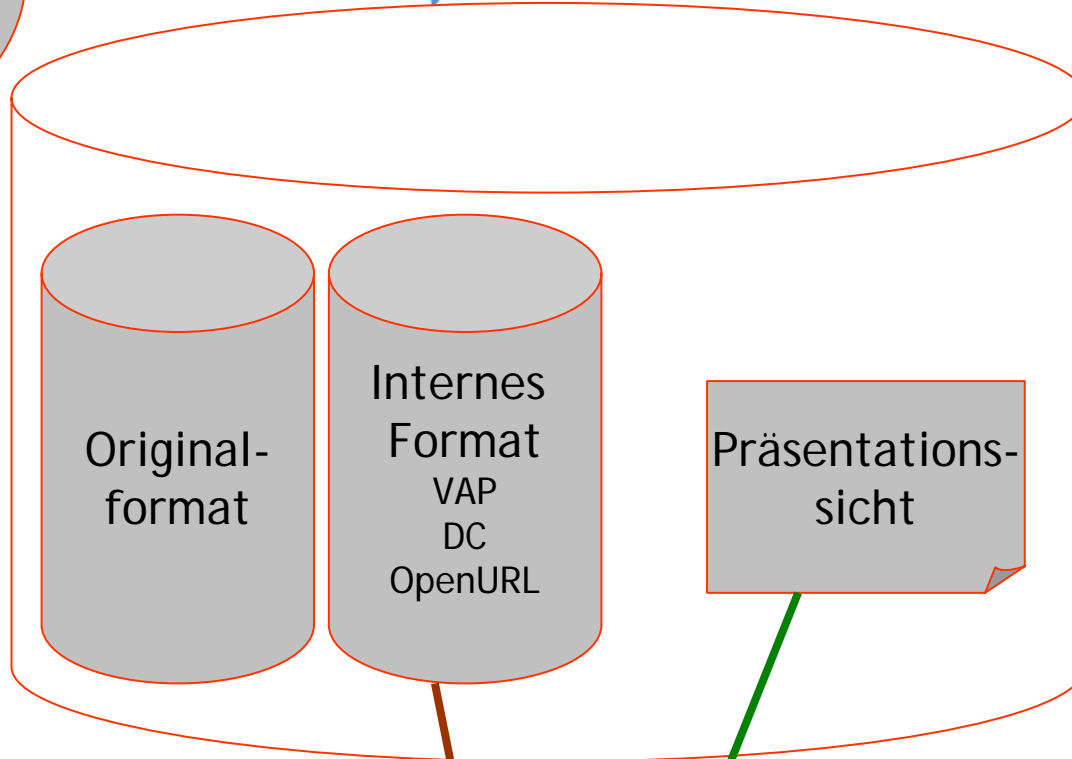 Original-
format
Internes
Format
VAP
DC
OpenURL
Präsentations-
sicht